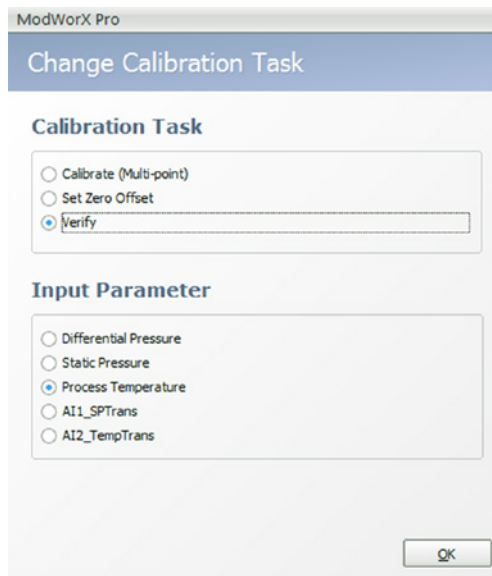 ModWorX Pro
Change Calibration Task
Calibration Task
Calibrate (Multi-point)
Set Zero Offset
Verify
Input Parameter
Differential Pressure
Static Pressure
Process Temperature
AI1_SPTrans
AI2_TempTrans
OK